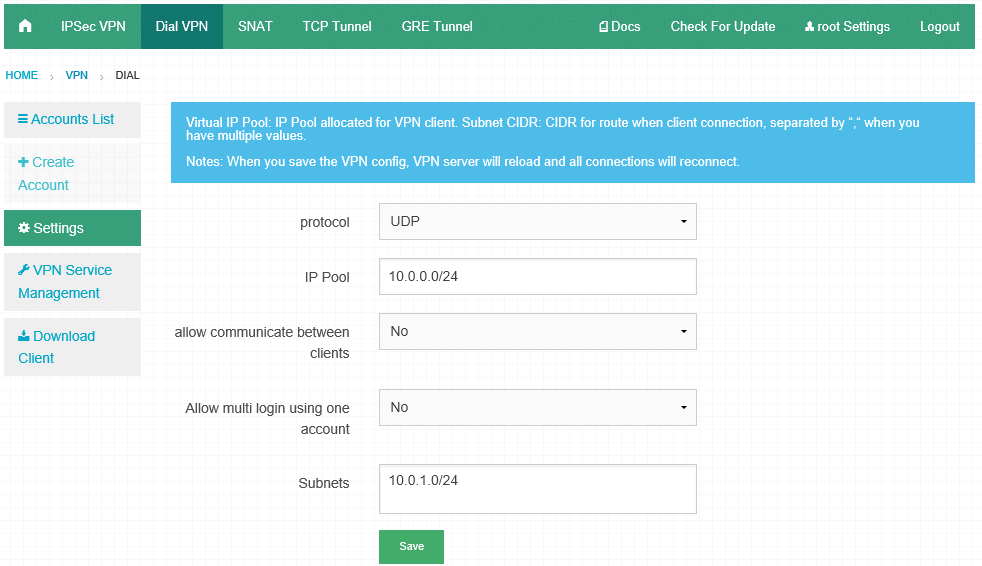 IPSec VPN Dial VPN SNAT TCP Tunnel GRE Tunnel Docs Check For Update root Settings Logout
HOME › VPN › DIAL
Accounts List
Create
Account
Settings
VPN Service
Management
Download
Client
Virtual IP Pool: IP Pool allocated for VPN client. Subnet CIDR: CIDR for route when client connection, separated by “,“ when you
have multiple values.
Notes: When you save the VPN config, VPN server will reload and all connections will reconnect.
protocol UDP
IP Pool 10.0.0.0/24
allow communicate between No
clients
Allow multi login using one No
account
Subnets 10.0.1.0/24
Save